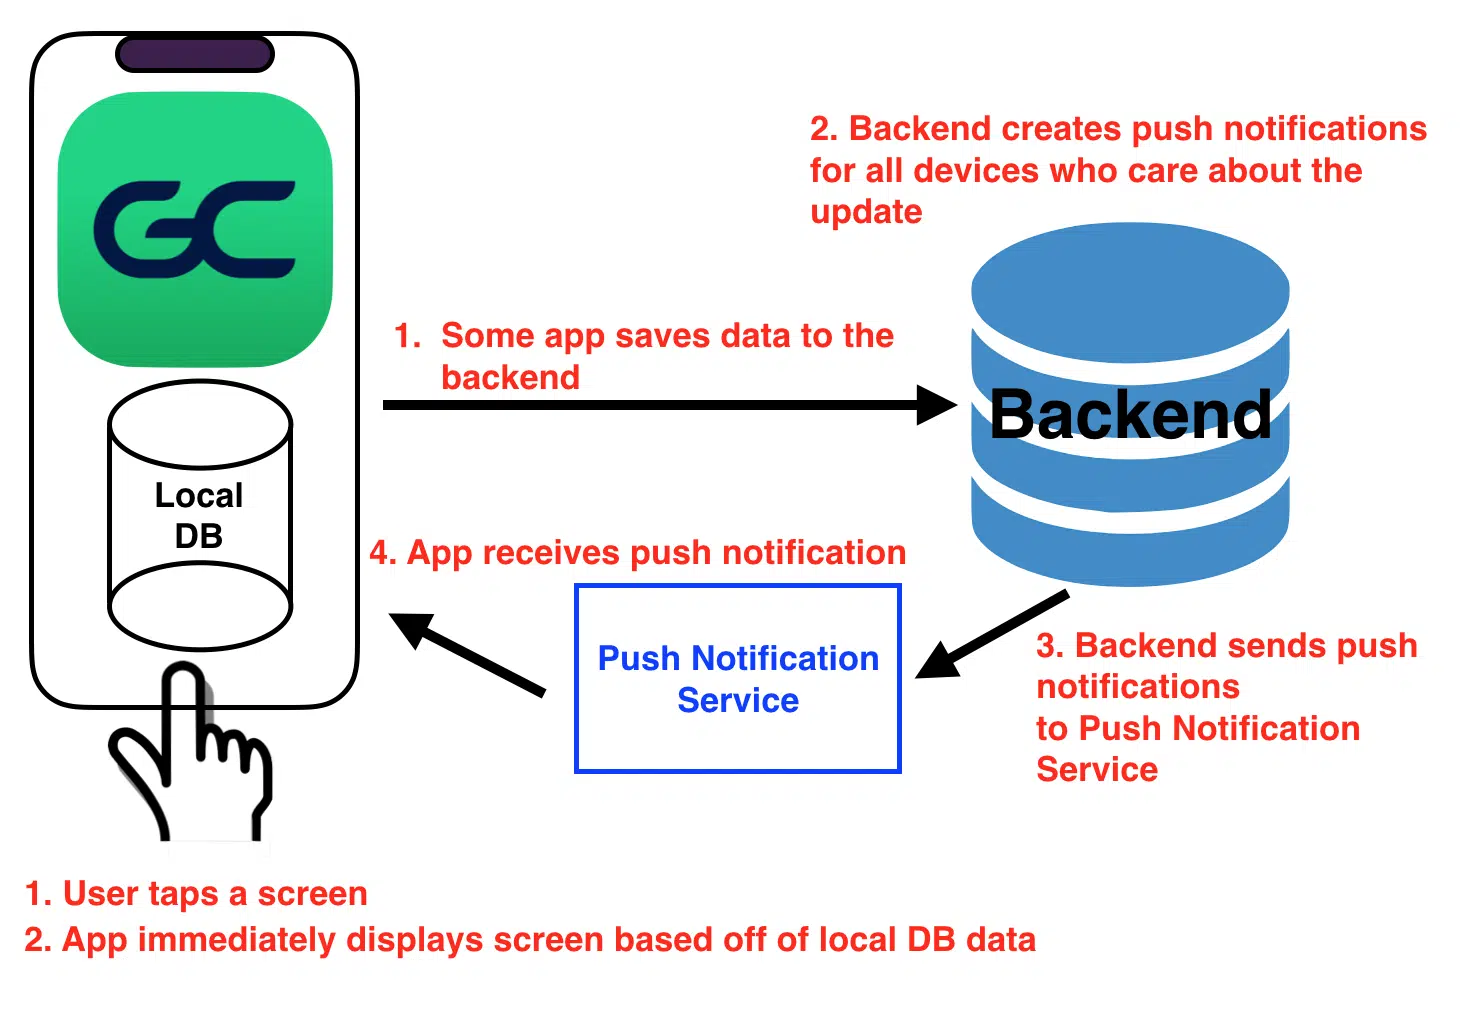 GC
2. Backend creates push notifications
for all devices who care about the
update
1. Some app saves data to the
backend
Backend
Local
DB
4. App receives push notification
Push Notification
Service
3. Backend sends push
notifications
to Push Notification
Service
1. User taps a screen
2. App immediately displays screen based off of local DB data